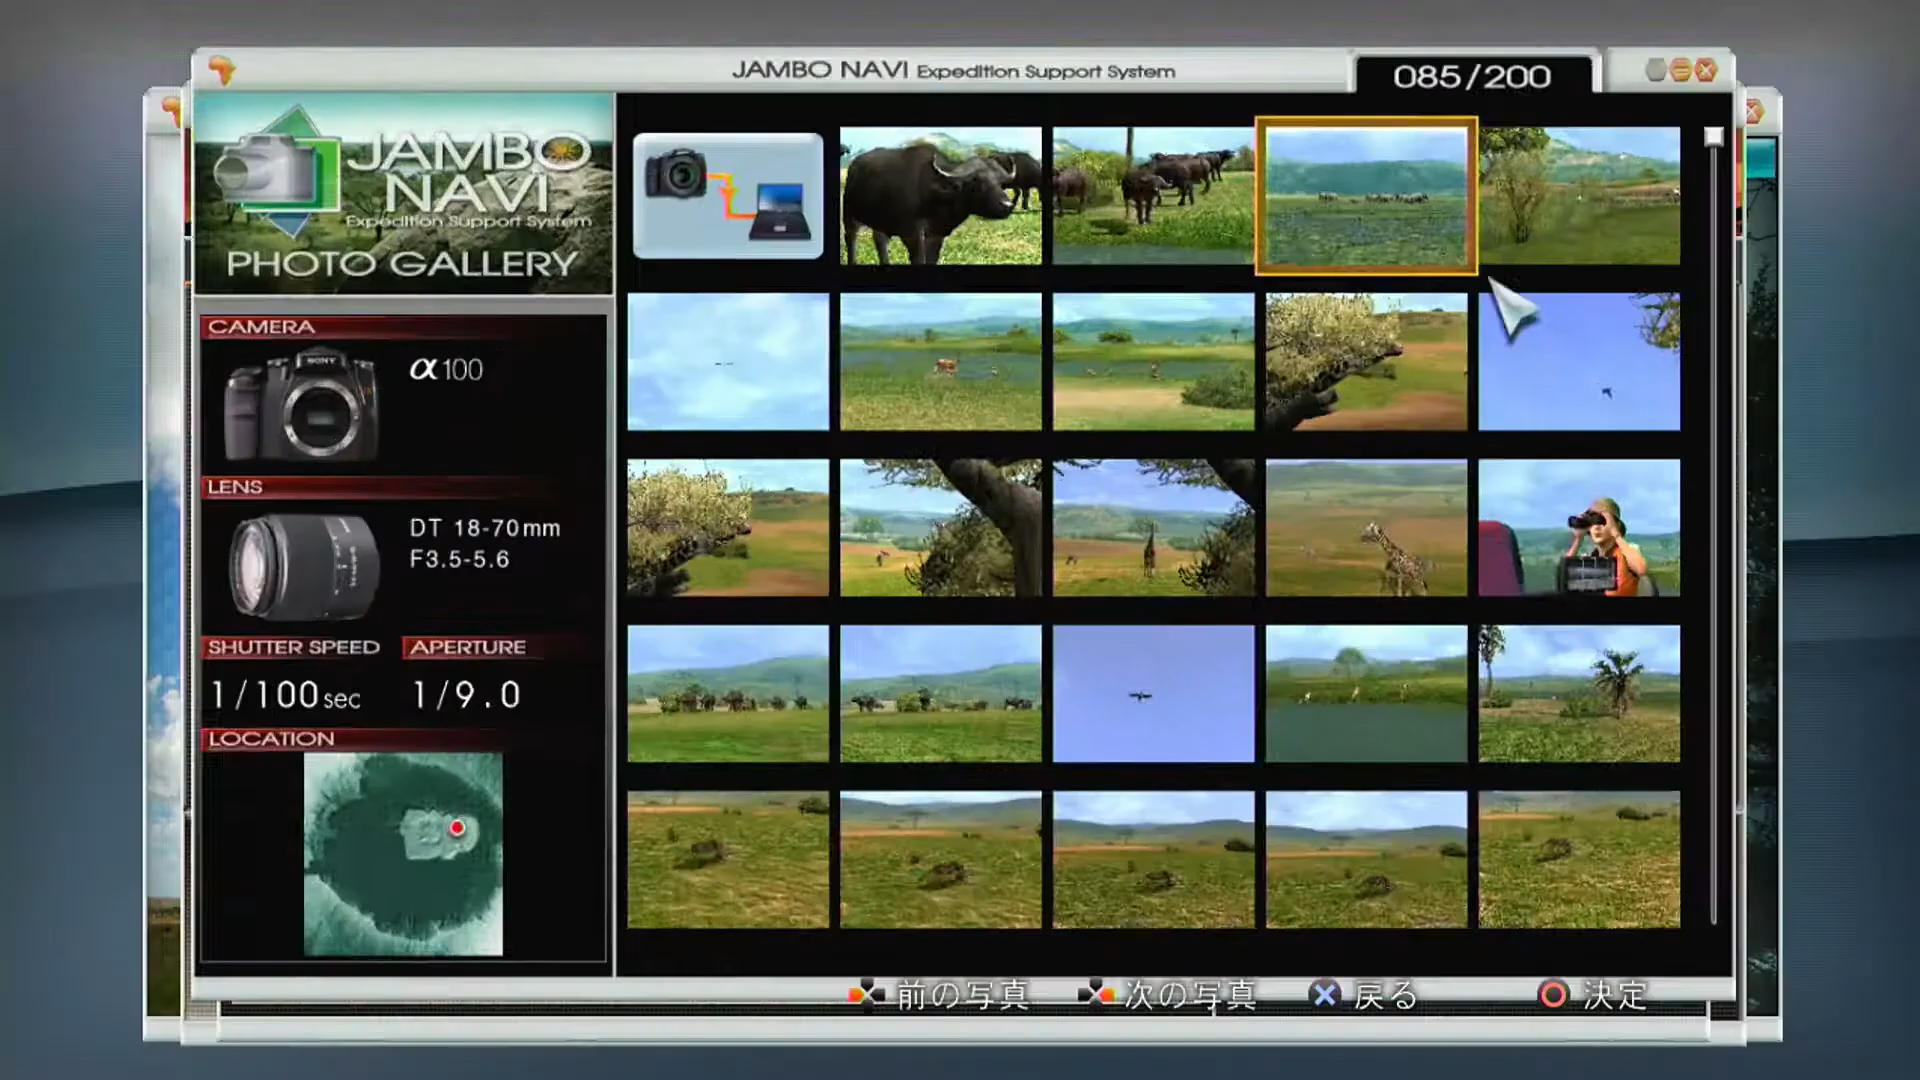 JAMBO NAVI Expedition Support System
085/200
JAMBO
NAVI
Expedition Support System
PHOTO GALLERY
CAMERA
SONY
α100
LENS
DT 18-70mm
F3.5-5.6
SHUTTER SPEED
APERTURE
1/100sec
1/9.0
LOCATION
前の写真
次の写真
戻る
決定